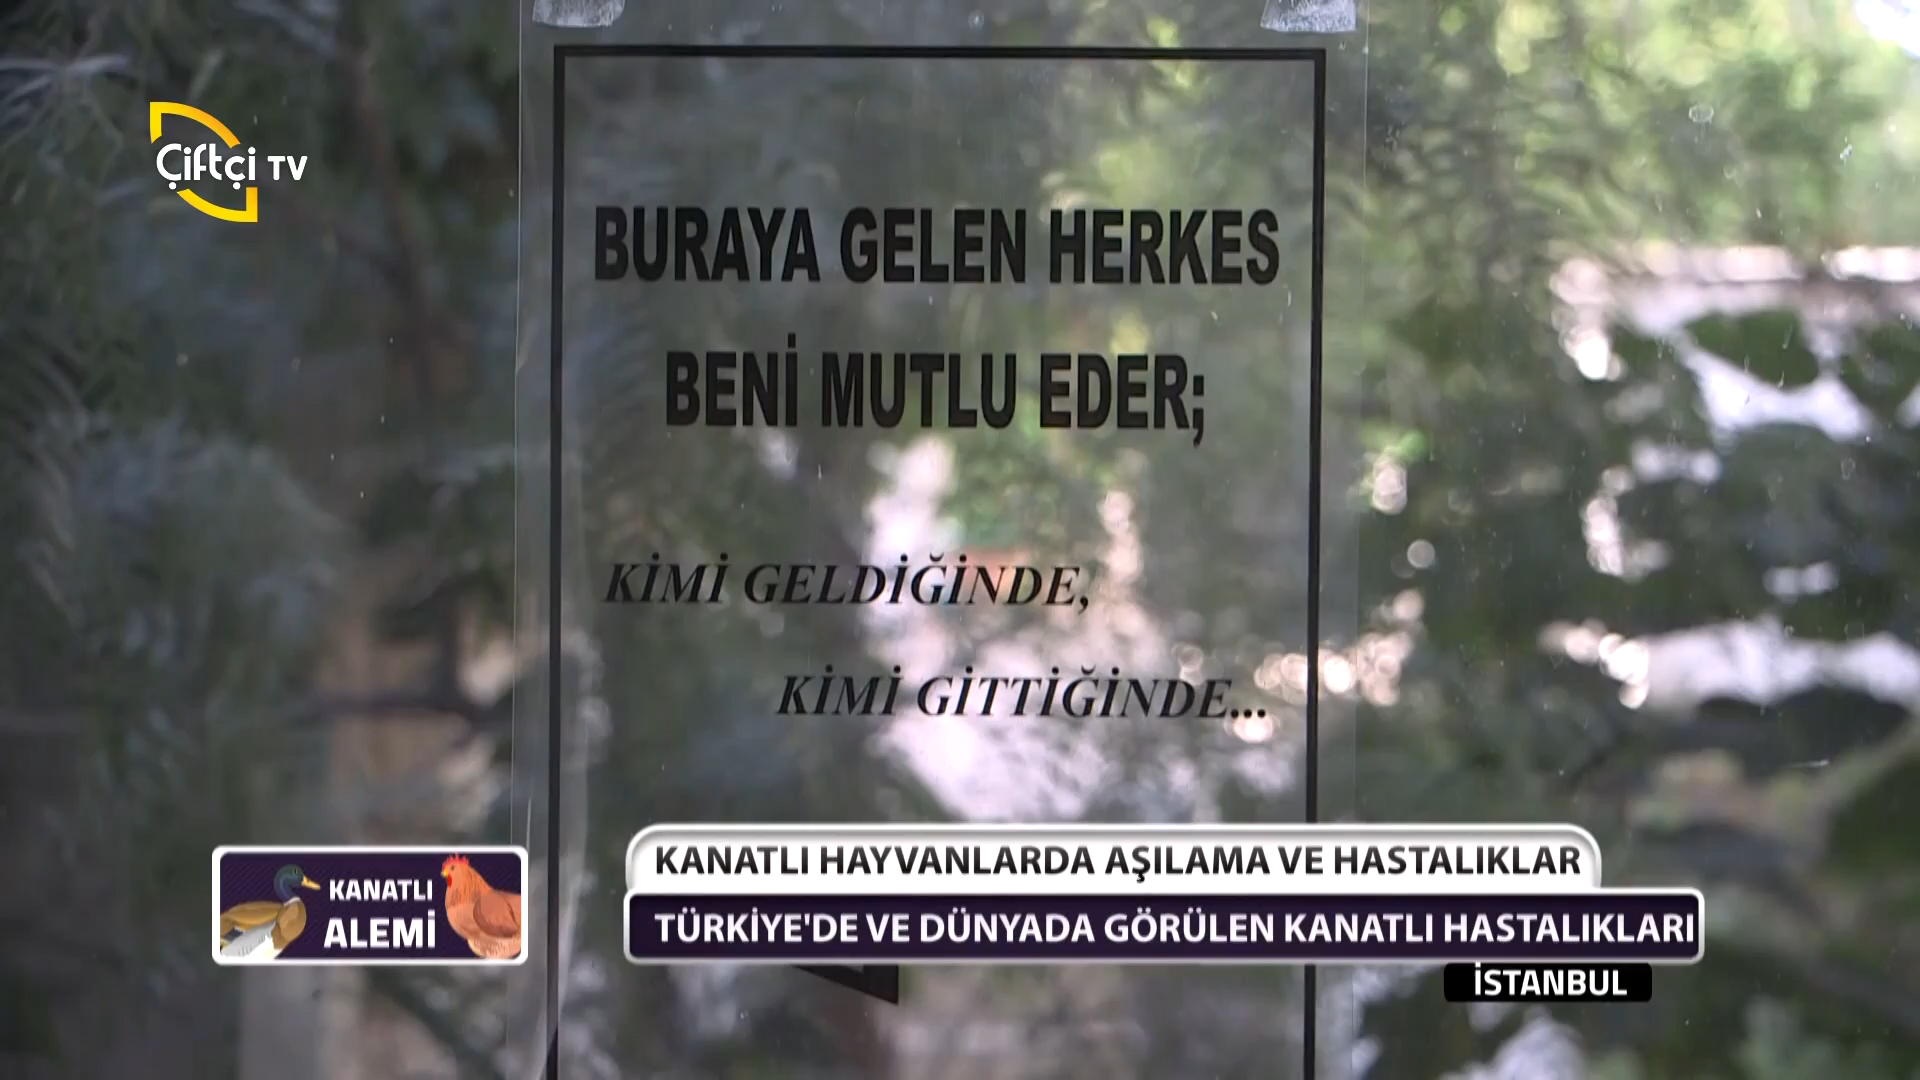 Çiftçi TV
BURAYA GELEN HERKES
BENİ MUTLU EDER;
KİMİ GELDİĞİNDE,
KİMİ GİTTİĞİNDE...
KANATLI
ALEMİ
KANATLI HAYVANLARDA AŞILAMA VE HASTALIKLAR
TÜRKİYE'DE VE DÜNYADA GÖRÜLEN KANATLI HASTALIKLARI
İSTANBUL